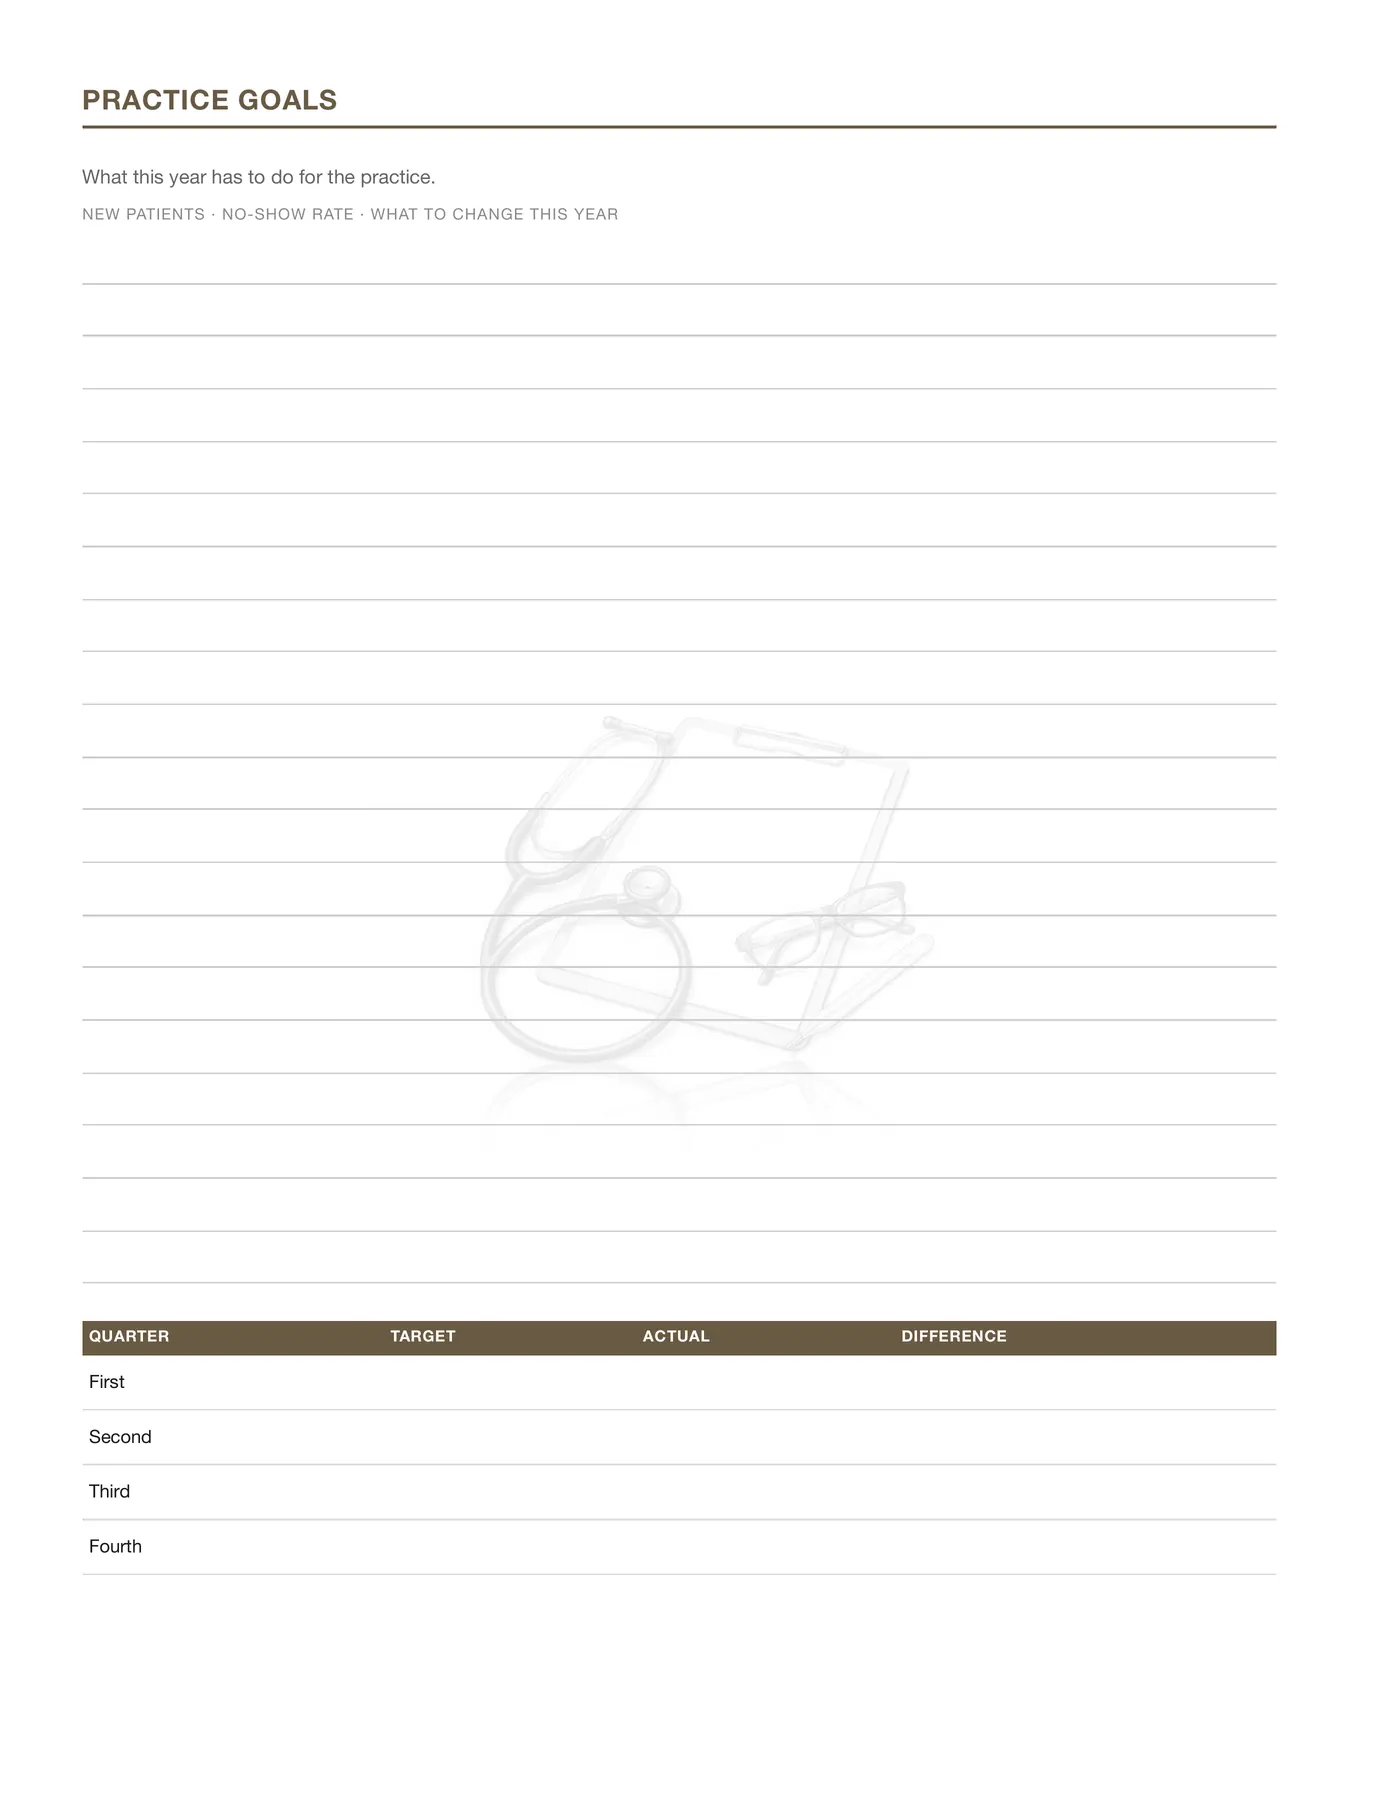 PRACTICE GOALS
What this year has to do for the practice.
NEW PATIENTS · NO-SHOW RATE · WHAT TO CHANGE THIS YEAR
QUARTER TARGET ACTUAL DIFFERENCE
First
Second
Third
Fourth